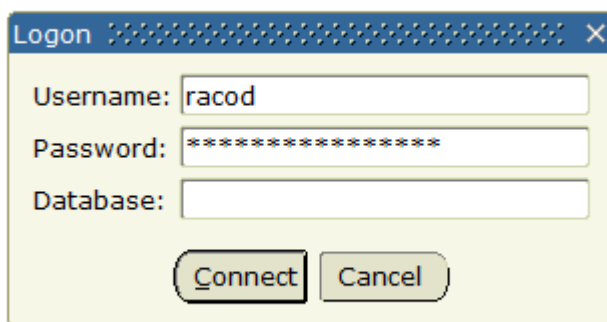 Logon
Username: racod
Password: ****************
Database:
Connect Cancel